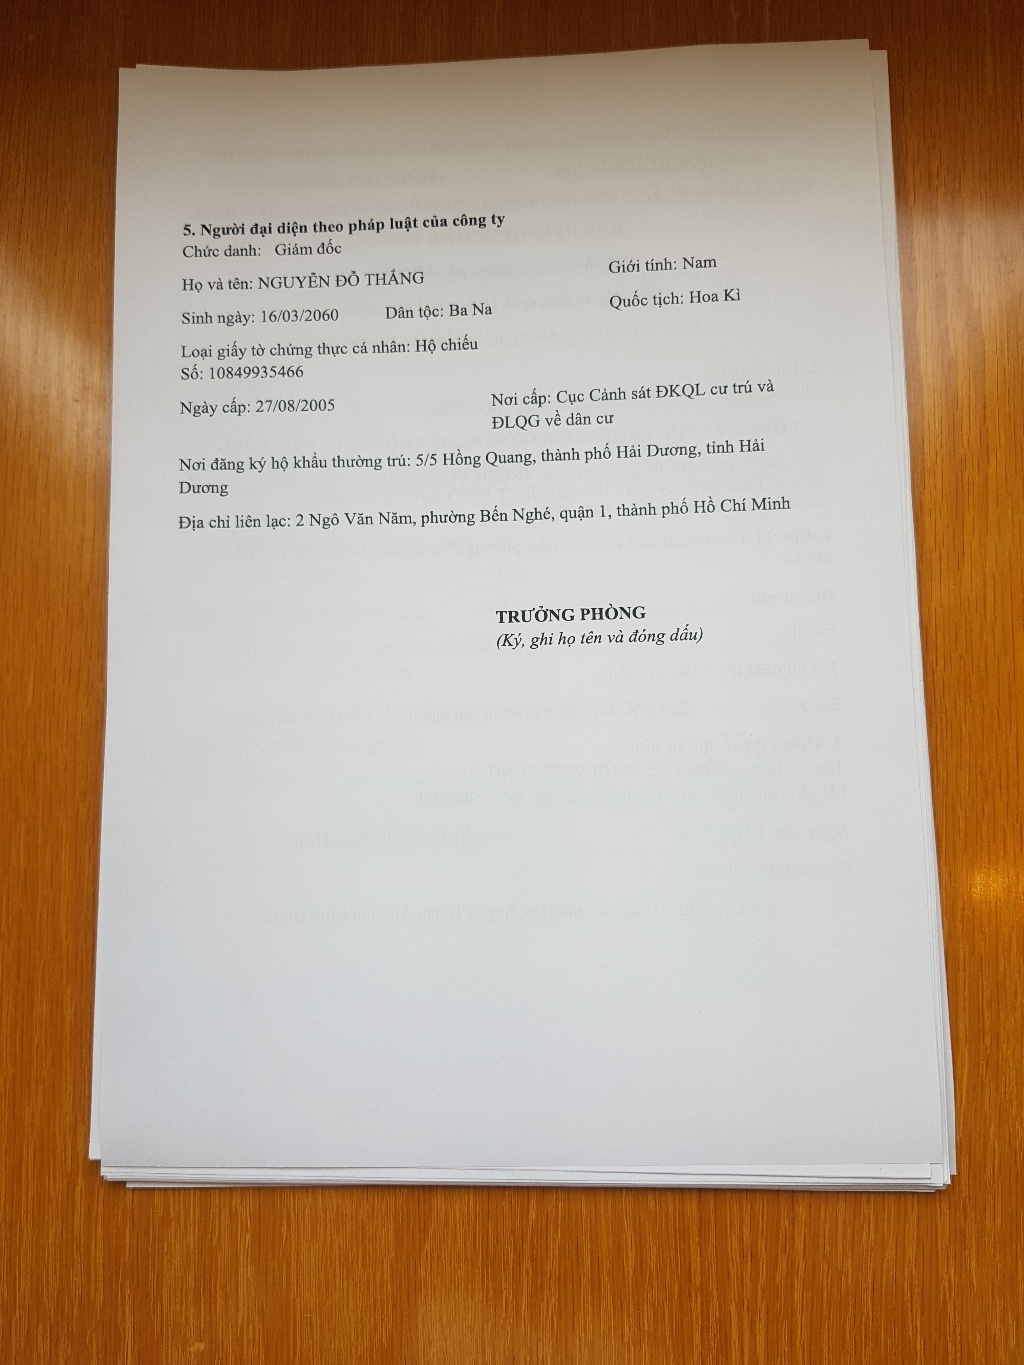 5. Người đại diện theo pháp luật của công ty
Chức danh: Giám đốc
Họ và tên: NGUYỄN ĐỖ THẮNG Giới tính: Nam
Sinh ngày: 16/03/2060 Dân tộc: Ba Na Quốc tịch: Hoa Kì
Loại giấy tờ chứng thực cá nhân: Hộ chiếu
Số: 10849935466
Ngày cấp: 27/08/2005 Nơi cấp: Cục Cảnh sát ĐKQL cư trú và
ĐLQG về dân cư
Nơi đăng ký hộ khẩu thường trú: 5/5 Hồng Quang, thành phố Hải Dương, tỉnh Hải
Dương
Địa chỉ liên lạc: 2 Ngô Văn Năm, phường Bến Nghé, quận 1, thành phố Hồ Chí Minh
TRƯỞNG PHÒNG
(Ký, ghi họ tên và đóng dấu)